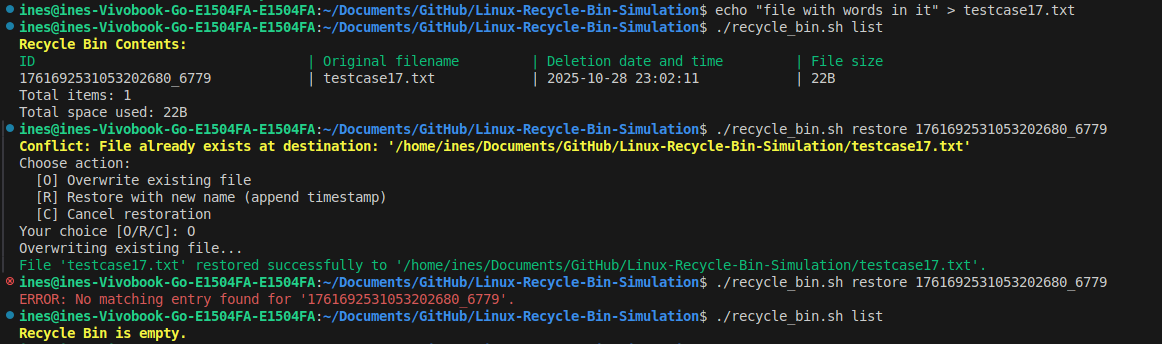 ines@ines-Vivobook-Go-E1504FA-E1504FA:~/Documents/GitHub/Linux-Recycle-Bin-Simulation$ echo "file with words in it" > testcase17.txt
ines@ines-Vivobook-Go-E1504FA-E1504FA:~/Documents/GitHub/Linux-Recycle-Bin-Simulation$ ./recycle_bin.sh list
Recycle Bin Contents:
ID | Original filename | Deletion date and time | File size
1761692531053202680_6779 | testcase17.txt | 2025-10-28 23:02:11 | 22B
Total items: 1
Total space used: 22B
ines@ines-Vivobook-Go-E1504FA-E1504FA:~/Documents/GitHub/Linux-Recycle-Bin-Simulation$ ./recycle_bin.sh restore 1761692531053202680_6779
Conflict: File already exists at destination: '/home/ines/Documents/GitHub/Linux-Recycle-Bin-Simulation/testcase17.txt'
Choose action:
[O] Overwrite existing file
[R] Restore with new name (append timestamp)
[C] Cancel restoration
Your choice [O/R/C]: O
Overwriting existing file...
File 'testcase17.txt' restored successfully to '/home/ines/Documents/GitHub/Linux-Recycle-Bin-Simulation/testcase17.txt'.
ines@ines-Vivobook-Go-E1504FA-E1504FA:~/Documents/GitHub/Linux-Recycle-Bin-Simulation$ ./recycle_bin.sh restore 1761692531053202680_6779
ERROR: No matching entry found for '1761692531053202680_6779'.
ines@ines-Vivobook-Go-E1504FA-E1504FA:~/Documents/GitHub/Linux-Recycle-Bin-Simulation$ ./recycle_bin.sh list
Recycle Bin is empty.